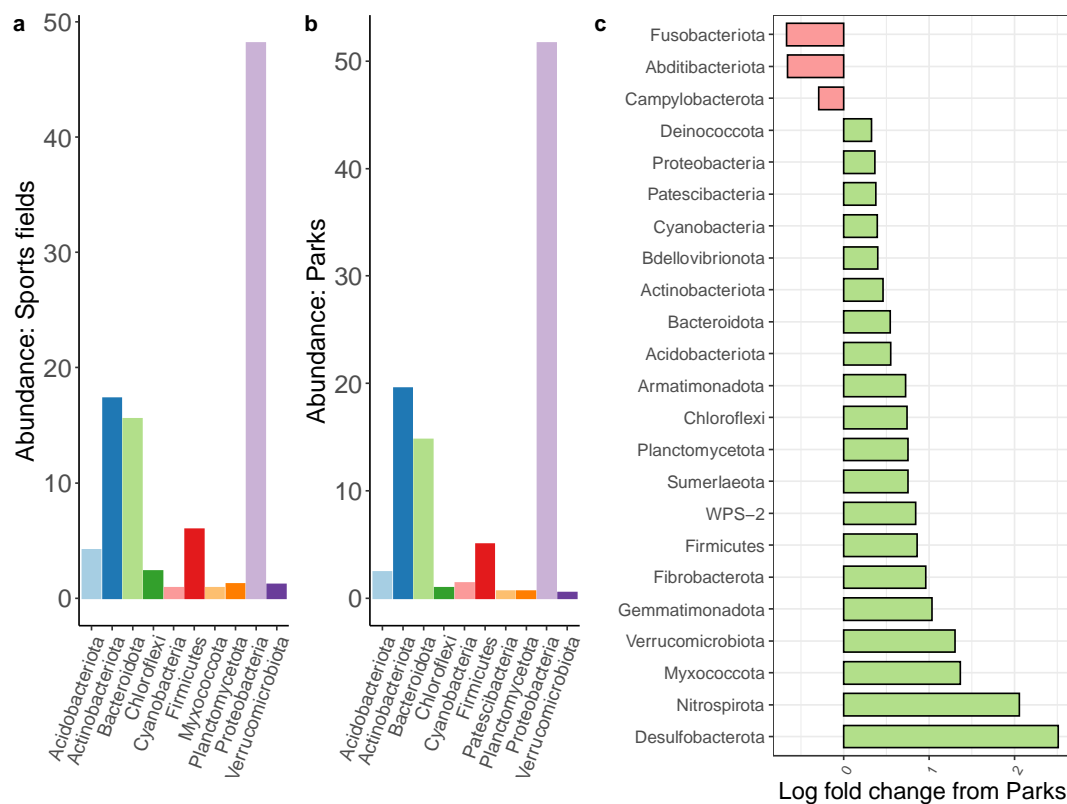 a
Abundance: Sports fields
50
40
30
20
10
0
Acidobacteriota
Actinobacteriota
Bacteroidota
Chloroflexi
Cyanobacteria
Firmicutes
Myxococcota
Planctomycetota
Proteobacteria
Verrucomicrobiota
b
Abundance: Parks
50
40
30
20
10
0
Acidobacteriota
Actinobacteriota
Bacteroidota
Chloroflexi
Cyanobacteria
Firmicutes
Patescibacteria
Planctomycetota
Proteobacteria
Verrucomicrobiota
c
Fusobacteriota
Abditibacteriota
Campylobacterota
Deinococcota
Proteobacteria
Patescibacteria
Cyanobacteria
Bdellovibrionota
Actinobacteriota
Bacteroidota
Acidobacteriota
Armatimonadota
Chloroflexi
Planctomycetota
Sumerlaeota
WPS−2
Firmicutes
Fibrobacterota
Gemmatimonadota
Verrucomicrobiota
Myxococcota
Nitrospirota
Desulfobacterota
0
1
2
Log fold change from Parks